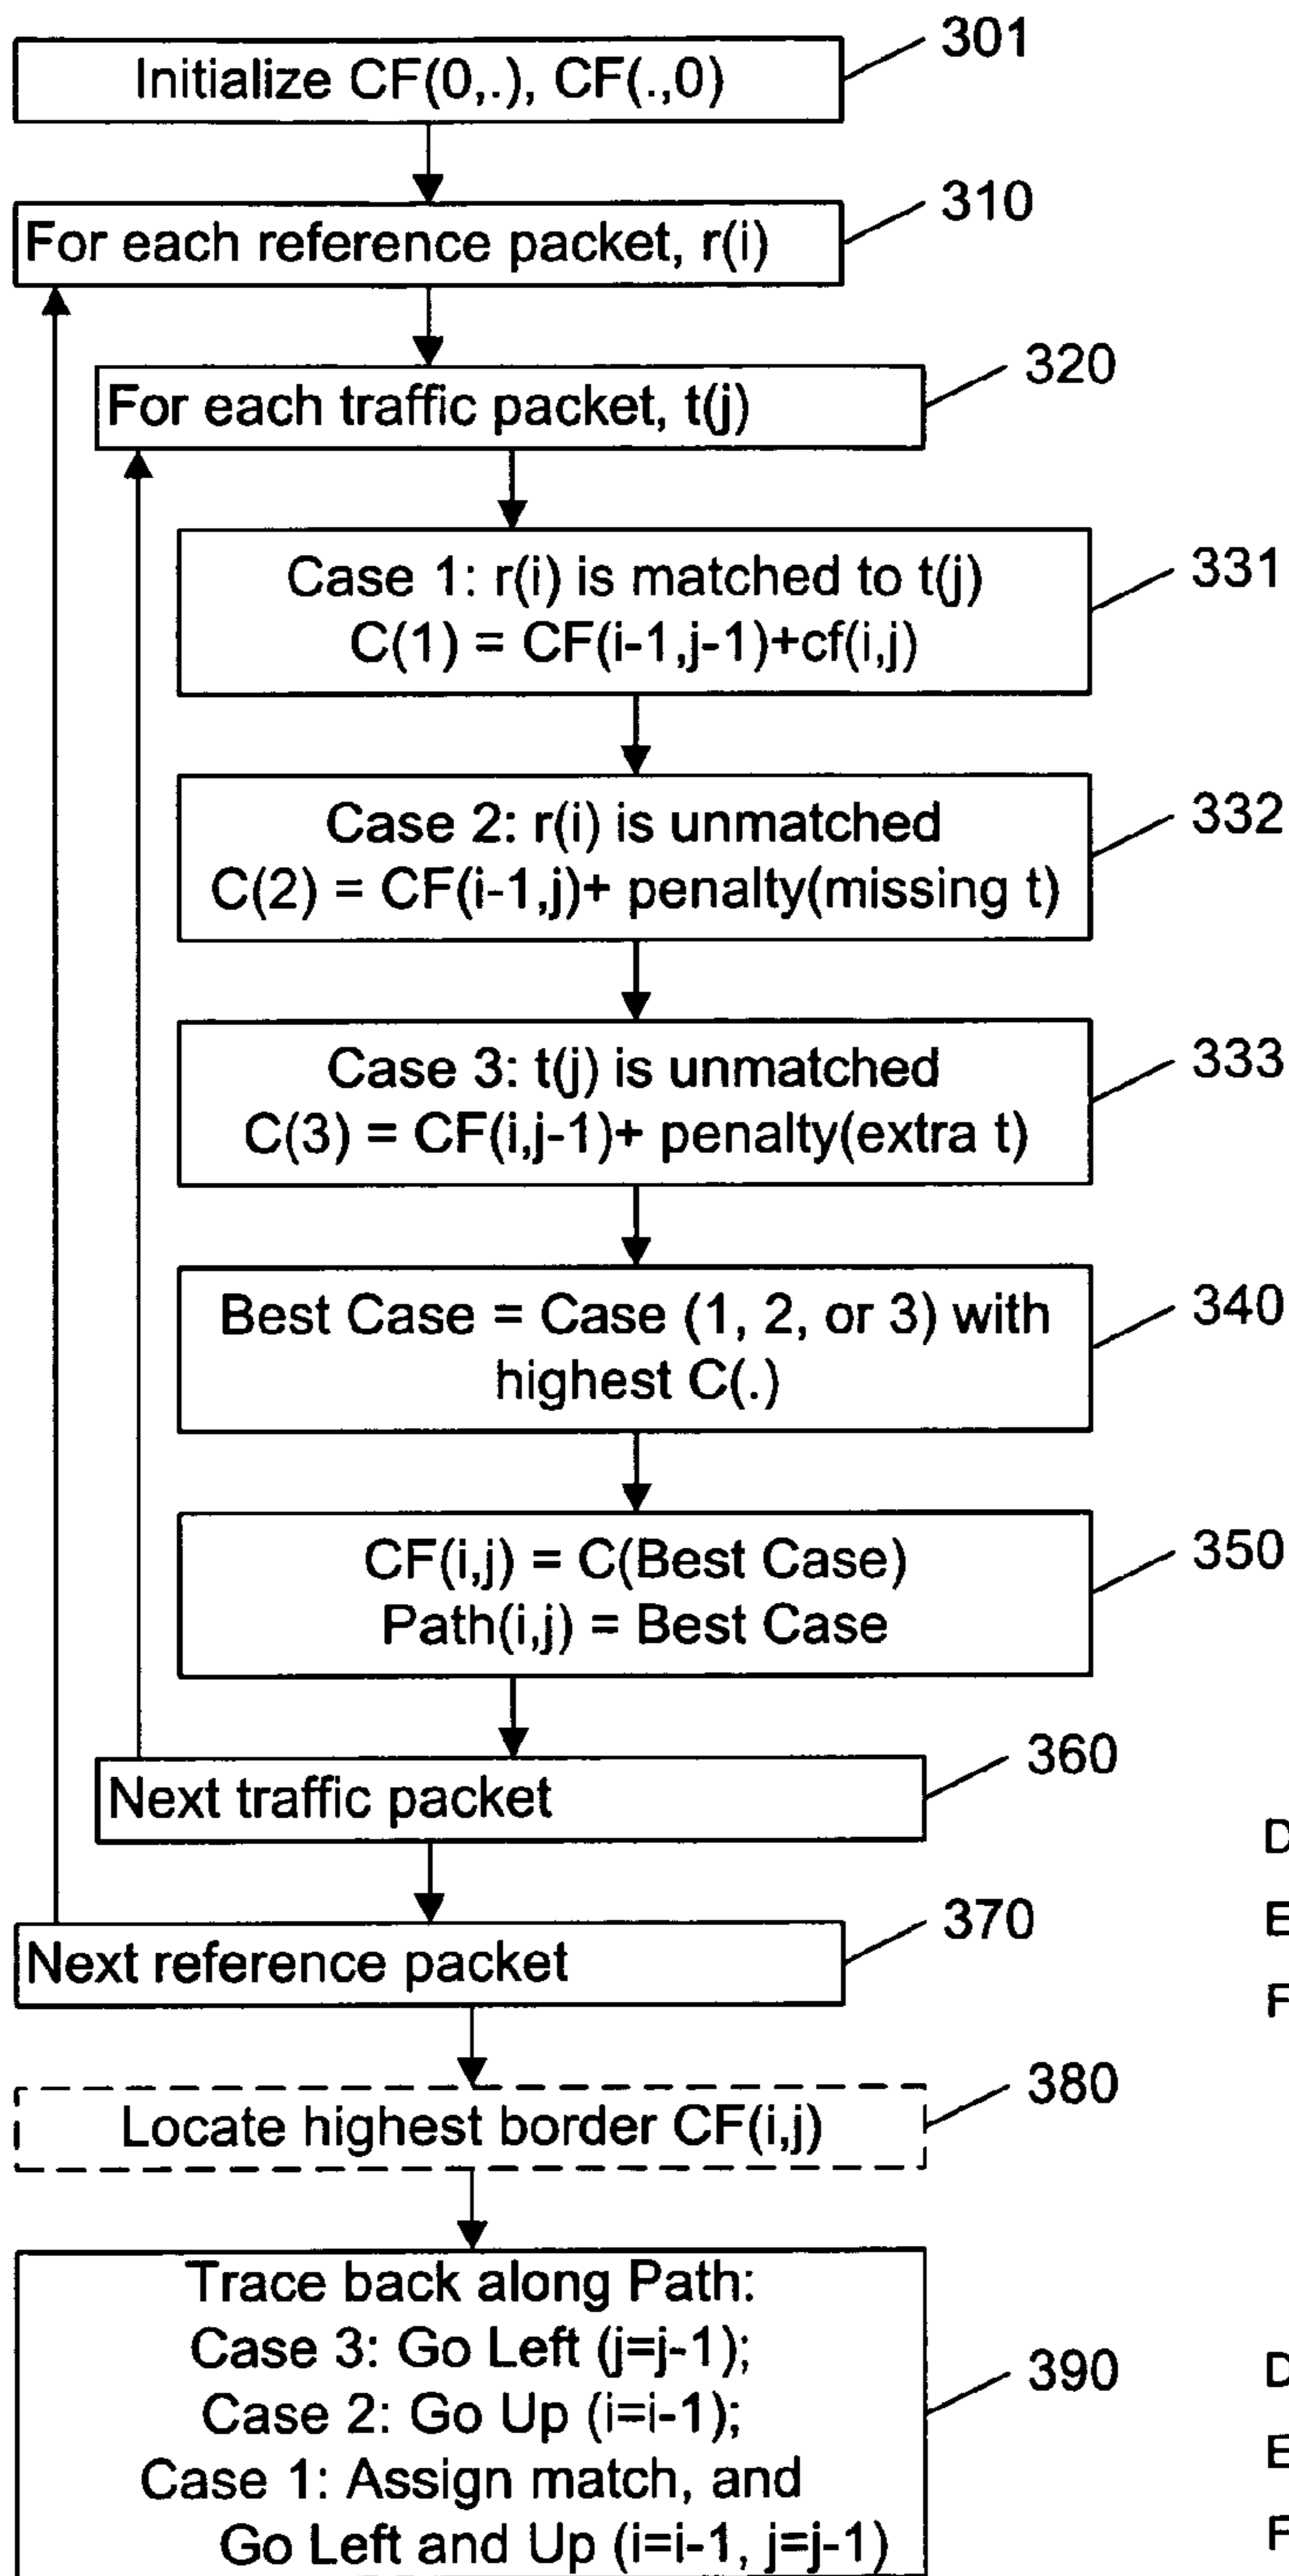 301
Initialize CF(0,.), CF(.,0)
310
For each reference packet, r(i)
320
For each traffic packet, t(j)
331
Case 1: r(i) is matched to t(j)
C(1) = CF(i-1,j-1)+cf(i,j)
332
Case 2: r(i) is unmatched
C(2) = CF(i-1,j)+ penalty(missing t)
333
Case 3: t(j) is unmatched
C(3) = CF(i,j-1)+ penalty(extra t)
340
Best Case = Case (1, 2, or 3) with
highest C(.)
350
CF(i,j) = C(Best Case)
Path(i,j) = Best Case
360
Next traffic packet
370
Next reference packet
380
Locate highest border CF(i,j)
390
Trace back along Path:
Case 3: Go Left (j=j-1);
Case 2: Go Up (i=i-1);
Case 1: Assign match, and
Go Left and Up (i=i-1, j=j-1)